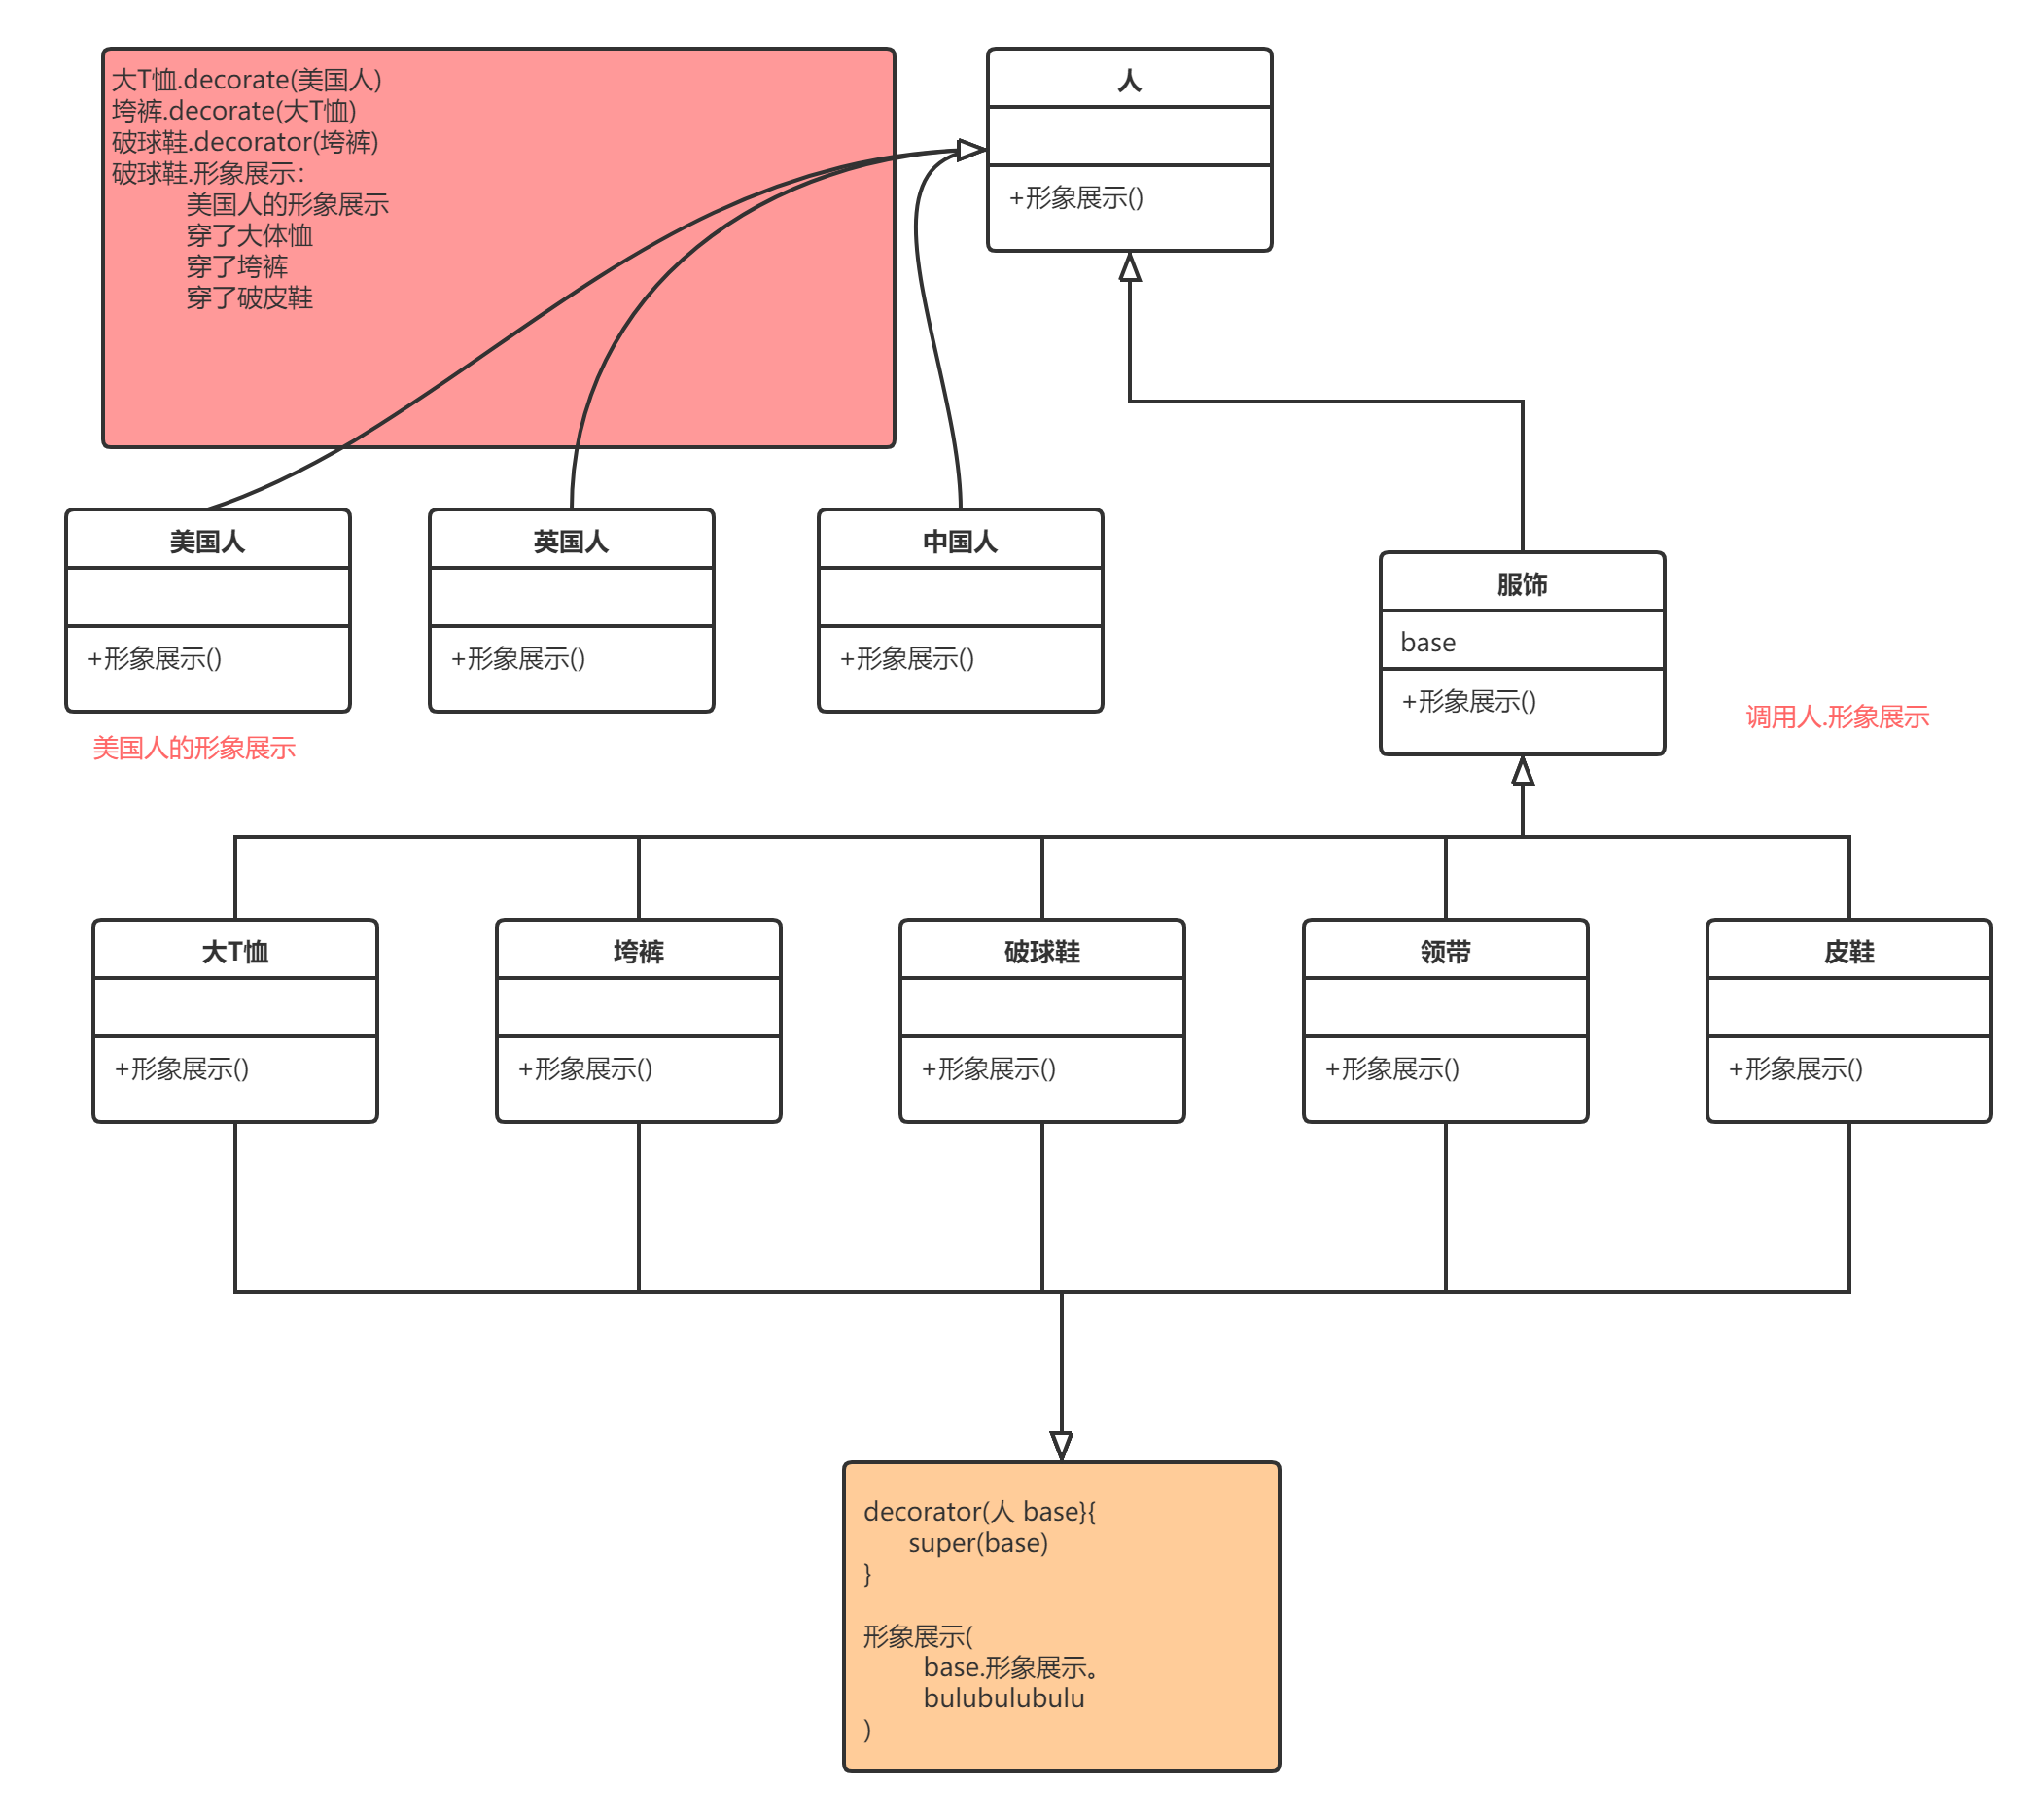 大T恤.decorate(美国人)
垮裤.decorate(大T恤)
破球鞋.decorator(垮裤)
破球鞋.形象展示：
美国人的形象展示
穿了大体恤
穿了垮裤
穿了破皮鞋
人
+形象展示()
美国人
+形象展示()
英国人
+形象展示()
中国人
+形象展示()
服饰
base
+形象展示()
美国人的形象展示
调用人.形象展示
大T恤
+形象展示()
垮裤
+形象展示()
破球鞋
+形象展示()
领带
+形象展示()
皮鞋
+形象展示()
decorator(人 base}{
super(base)
}
形象展示(
base.形象展示。
bulubulubulu
)